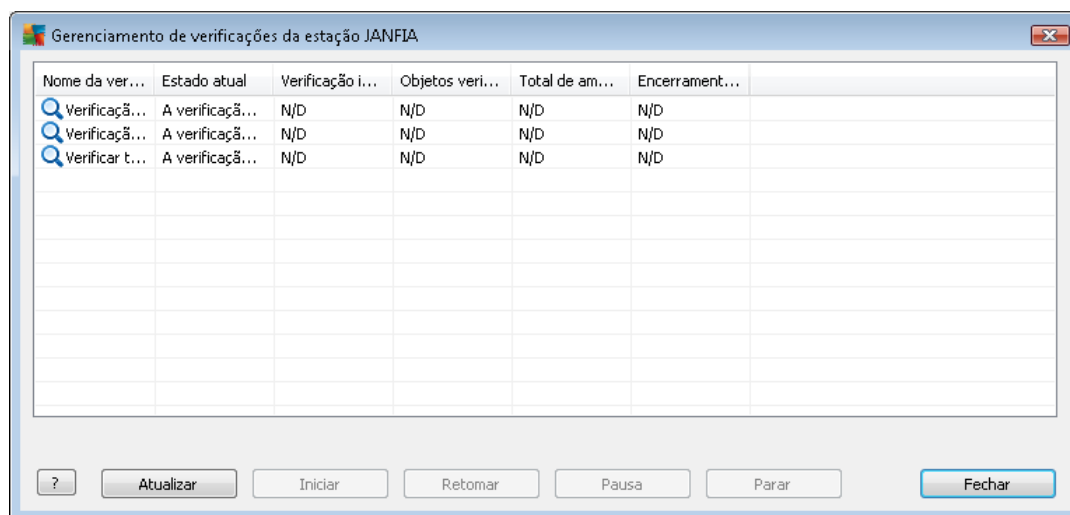 Gerenciamento de verificações da estação JANFIA
Nome da ver... Estado atual Verificação i... Objetos veri... Total de am... Encerrament...
Verificaçã... A verificaçã... N/D N/D N/D N/D
Verificaçã... A verificaçã... N/D N/D N/D N/D
Verificar t... A verificaçã... N/D N/D N/D N/D
? Atualizar Iniciar Retomar Pausa Parar Fechar